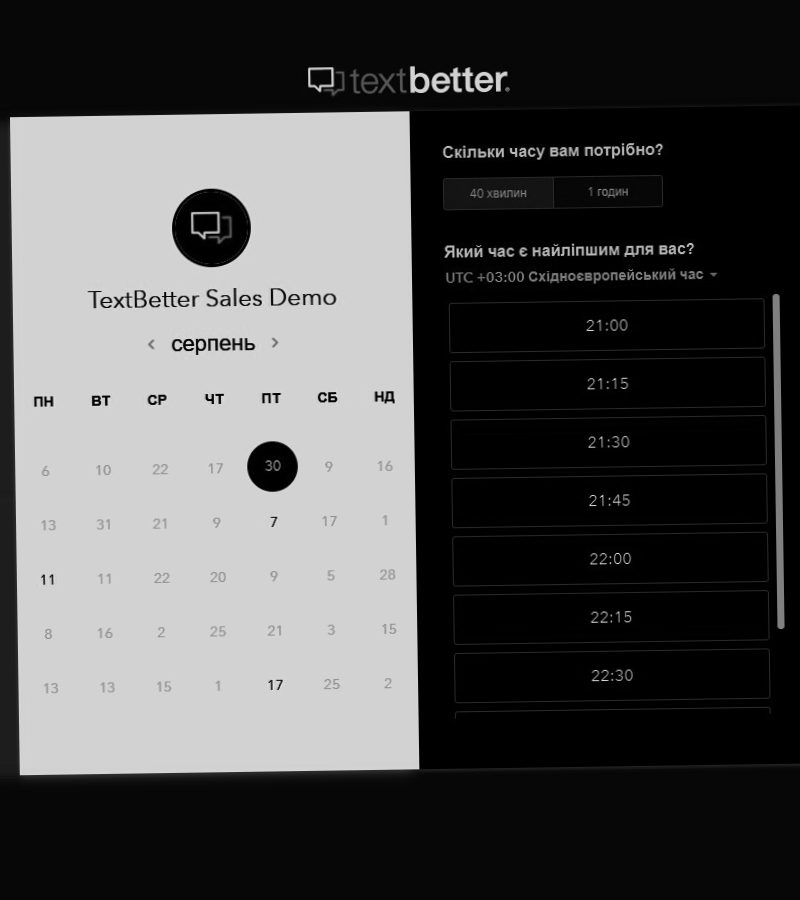 textbetter.
TextBetter Sales Demo
серпень
ПН ВТ СР ЧТ ПТ СБ НД
6 10 22 17 30 9 16
13 31 21 9 7 17 1
11 11 22 20 9 5 28
8 16 2 25 21 3 15
13 13 15 1 17 25 2
Скільки часу вам потрібно?
40 хвилин 1 годин
Який час є найліпшим для вас?
UTC +03:00 Східноєвропейський час
21:00
21:15
21:30
21:45
22:00
22:15
22:30